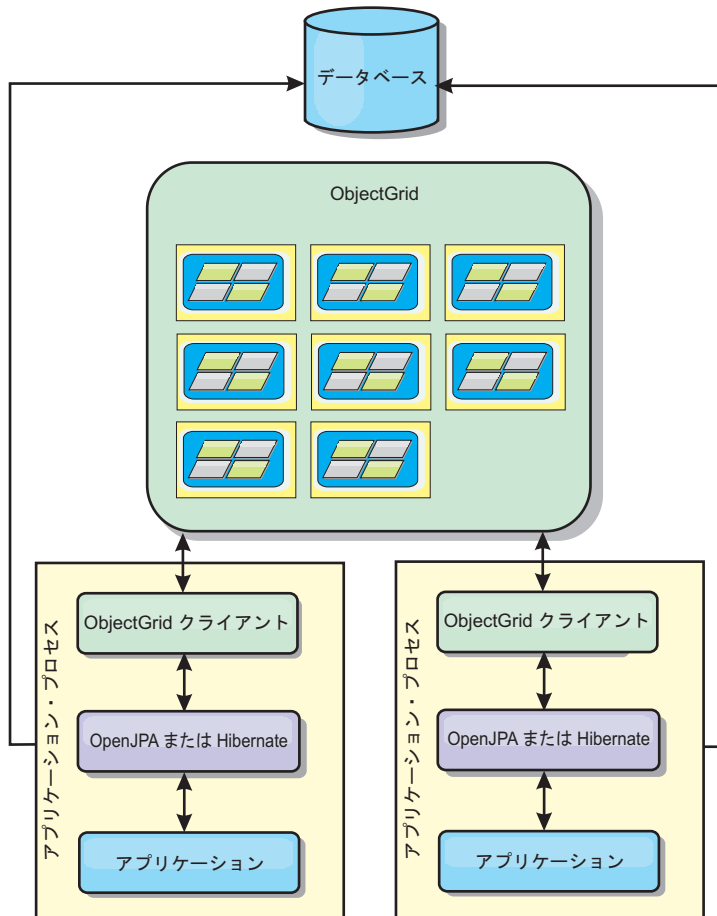 データベース
ObjectGrid
アプリケーション・プロセス
ObjectGrid クライアント
OpenJPA または Hibernate
アプリケーション
アプリケーション・プロセス
ObjectGrid クライアント
OpenJPA または Hibernate
アプリケーション